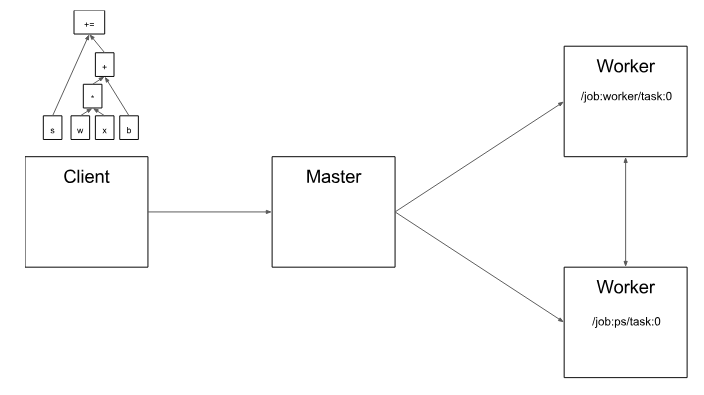 +=
+
*
s w x b
Client
Master
Worker
/job:worker/task:0
Worker
/job:ps/task:0